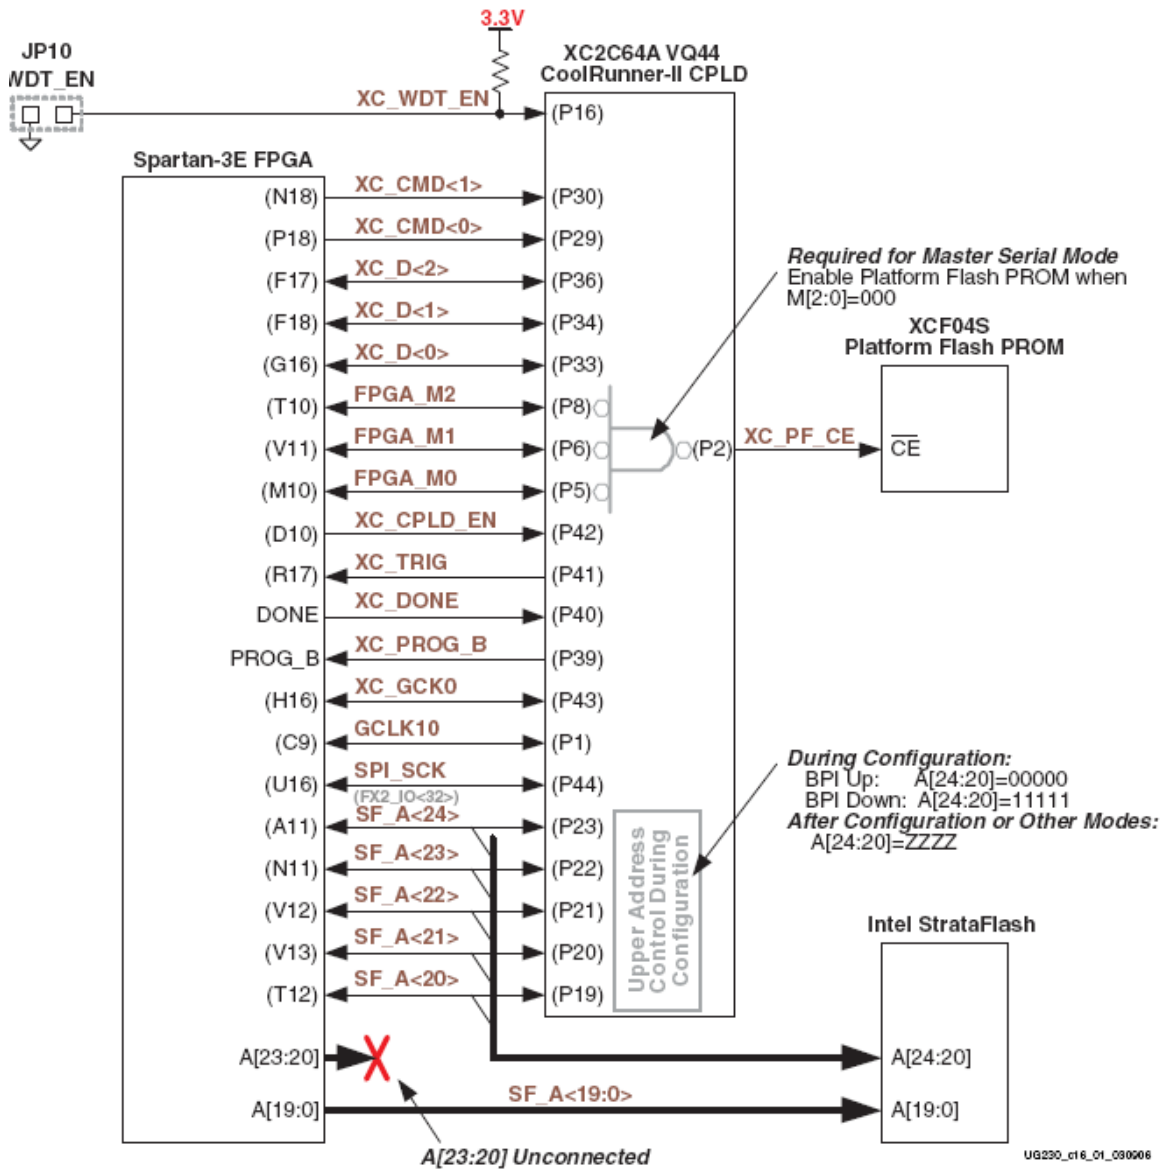 3.3V
JP10
WDT_EN
XC2C64A VQ44
CoolRunner-II CPLD
XC_WDT_EN
(P16)
Spartan-3E FPGA
(N18) XC_CMD<1> (P30)
(P18) XC_CMD<0> (P29)
(F17) XC_D<2> (P36)
(F18) XC_D<1> (P34)
(G16) XC_D<0> (P33)
(T10) FPGA_M2 (P8)
(V11) FPGA_M1 (P6)
(M10) FPGA_M0 (P5)
(P2) XC_PF_CE
(D10) XC_CPLD_EN (P42)
(R17) XC_TRIG (P41)
DONE XC_DONE (P40)
PROG_B XC_PROG_B (P39)
(H16) XC_GCK0 (P43)
(C9) GCLK10 (P1)
(U16) SPI_SCK (P44)
(FX2_IO<32>)
(A11) SF_A<24> (P23)
(N11) SF_A<23> (P22)
(V12) SF_A<22> (P21)
(V13) SF_A<21> (P20)
(T12) SF_A<20> (P19)
Upper Address
Control During
Configuration
Required for Master Serial Mode
Enable Platform Flash PROM when
M[2:0]=000
XCF04S
Platform Flash PROM
CE
During Configuration:
BPI Up: A[24:20]=00000
BPI Down: A[24:20]=11111
After Configuration or Other Modes:
A[24:20]=ZZZZ
Intel StrataFlash
A[23:20]
A[24:20]
A[19:0]
SF_A<19:0>
A[19:0]
A[23:20] Unconnected
UG230_c16_01_030906